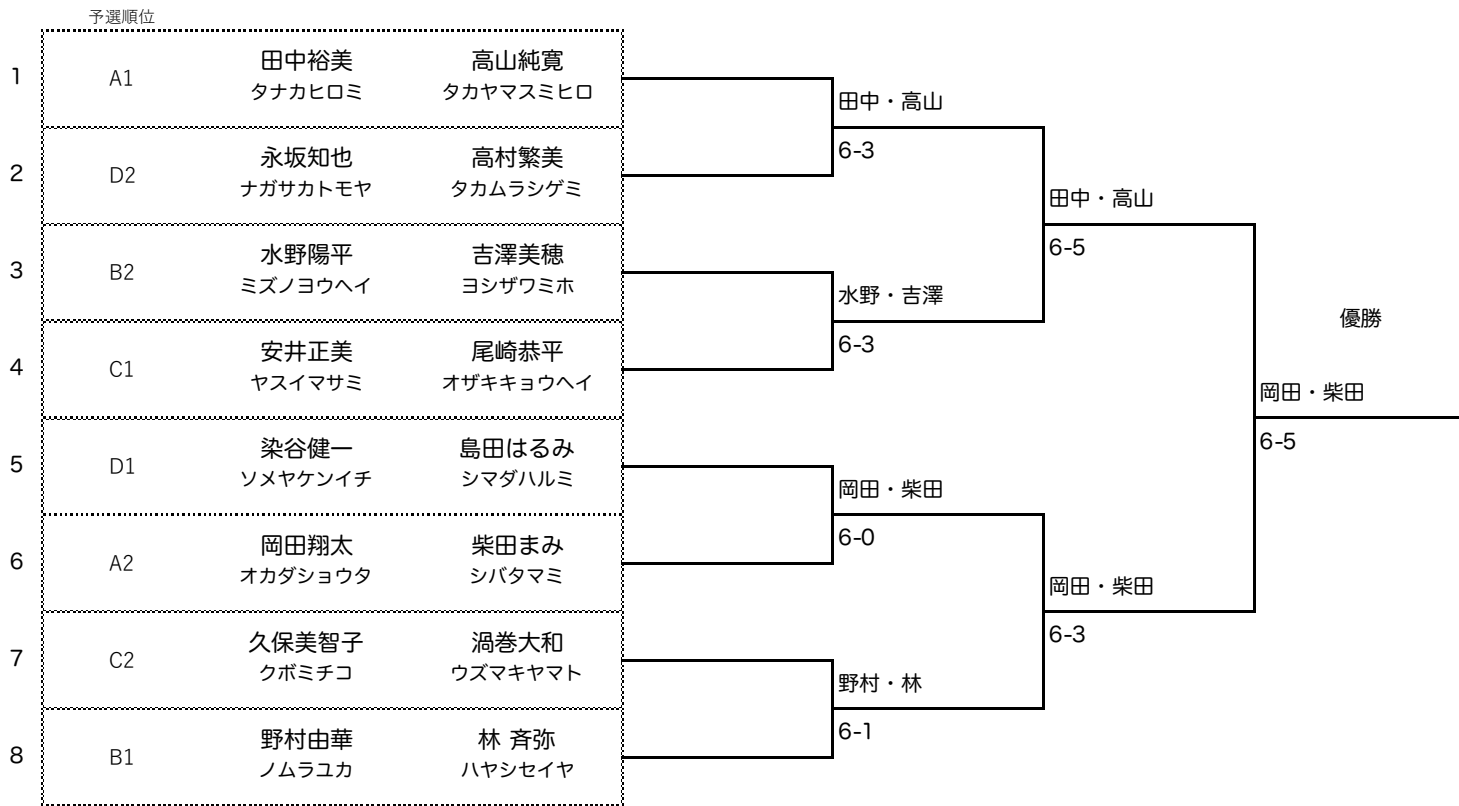 予選順位
1 A1 田中裕美 高山純寛
タナカヒロミ タカヤマスミヒロ
田中・高山
6-3
2 D2 永坂知也 高村繁美
ナガサカトモヤ タカムラシゲミ
田中・高山
6-5
3 B2 水野陽平 吉澤美穂
ミズノヨウヘイ ヨシザワミホ
水野・吉澤
6-3
4 C1 安井正美 尾崎恭平
ヤスイマサミ オザキキョウヘイ
優勝
岡田・柴田
6-5
5 D1 染谷健一 島田はるみ
ソメヤケンイチ シマダハルミ
岡田・柴田
6-0
6 A2 岡田翔太 柴田まみ
オカダショウタ シバタマミ
岡田・柴田
6-3
7 C2 久保美智子 渦巻大和
クボミチコ ウズマキヤマト
野村・林
6-1
8 B1 野村由華 林 斉弥
ノムラユカ ハヤシセイヤ